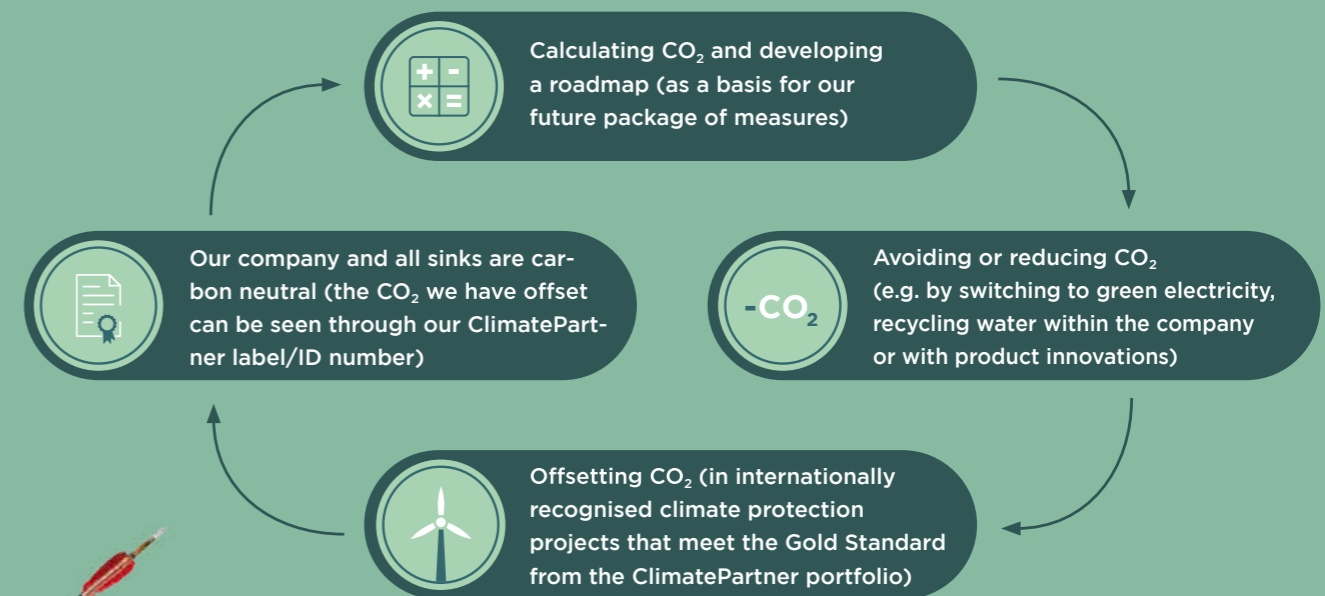 Calculating CO₂ and developing
a roadmap (as a basis for our
future package of measures)
Our company and all sinks are car-
bon neutral (the CO₂ we have offset
can be seen through our ClimatePart-
ner label/ID number)
-CO₂
Avoiding or reducing CO₂
(e.g. by switching to green electricity,
recycling water within the company
or with product innovations)
Offsetting CO₂ (in internationally
recognised climate protection
projects that meet the Gold Standard
from the ClimatePartner portfolio)